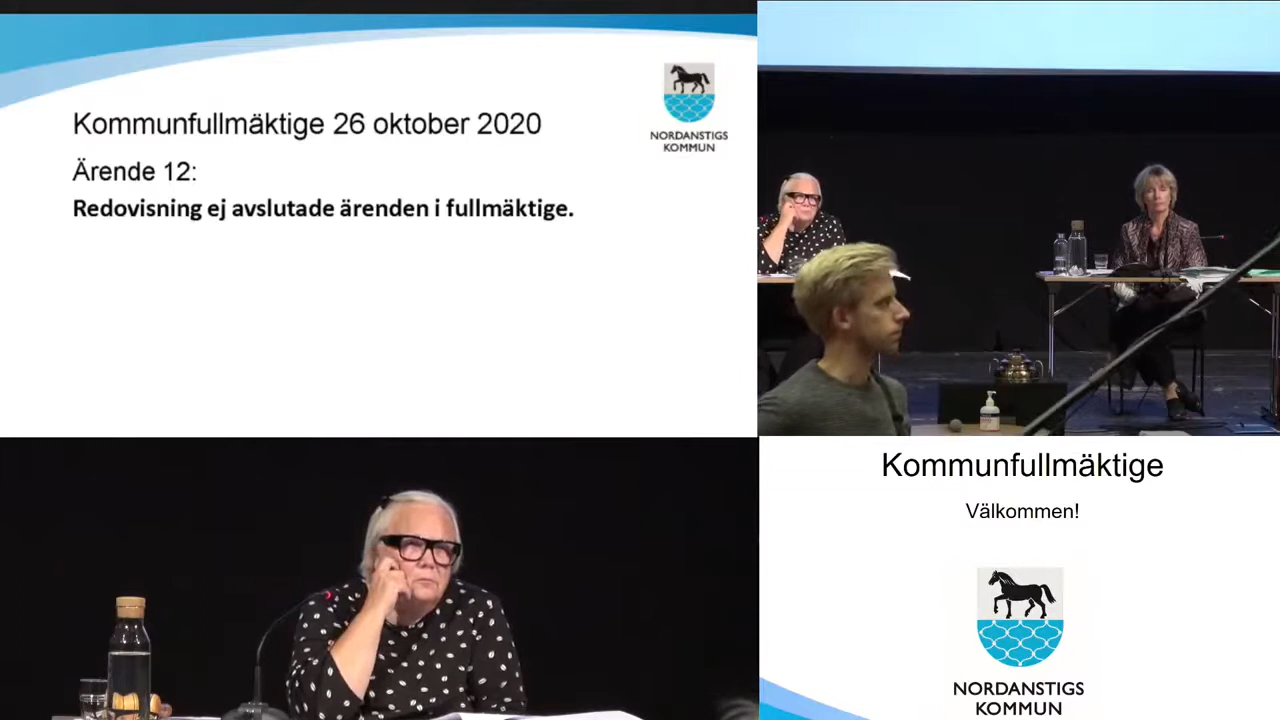 Kommunfullmäktige 26 oktober 2020
Ärende 12:
Redovisning ej avslutade ärenden i fullmäktige.
NORDANSTIGS
KOMMUN
Kommunfullmäktige
Välkommen!
NORDANSTIGS
KOMMUN